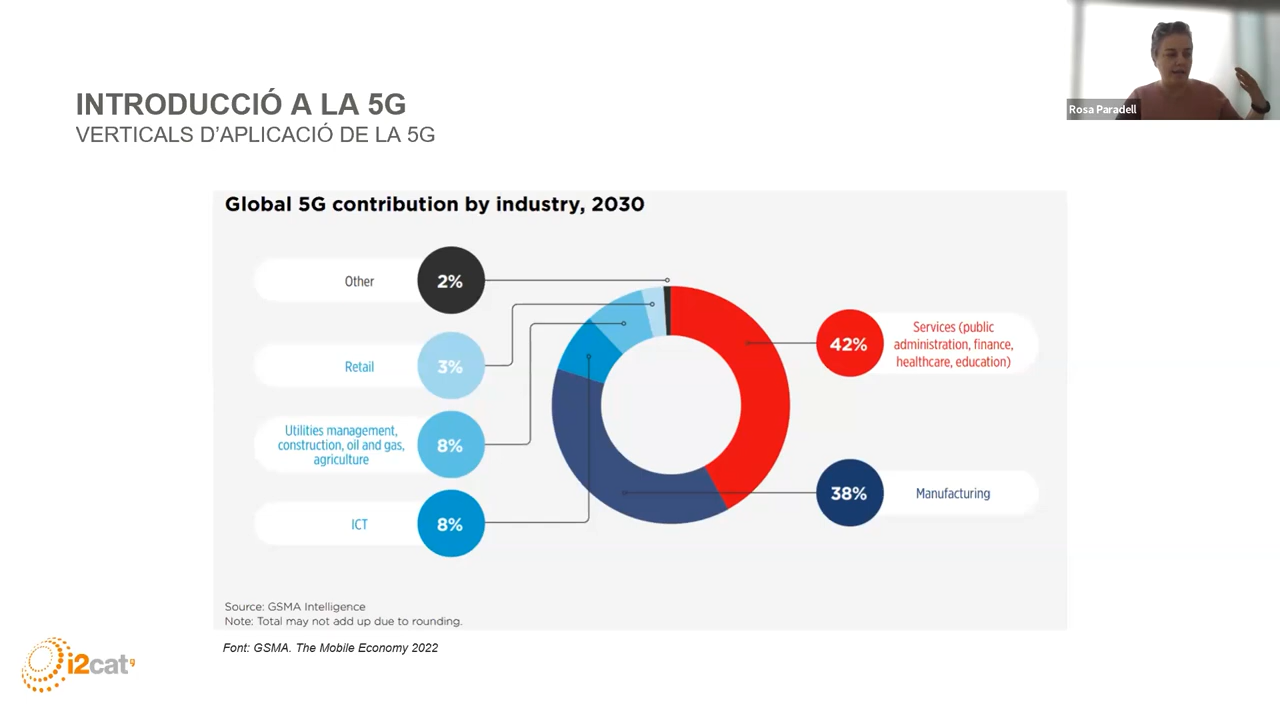 INTRODUCCIÓ A LA 5G
VERTICALS D'APLICACIÓ DE LA 5G
Rosa Paradell
Global 5G contribution by industry, 2030
Other
2%
Retail
3%
Utilities management,
construction, oil and gas,
agriculture
8%
ICT
8%
42%
Services (public
administration, finance,
healthcare, education)
38%
Manufacturing
Source: GSMA Intelligence
Note: Total may not add up due to rounding.
Font: GSMA. The Mobile Economy 2022
i2cat